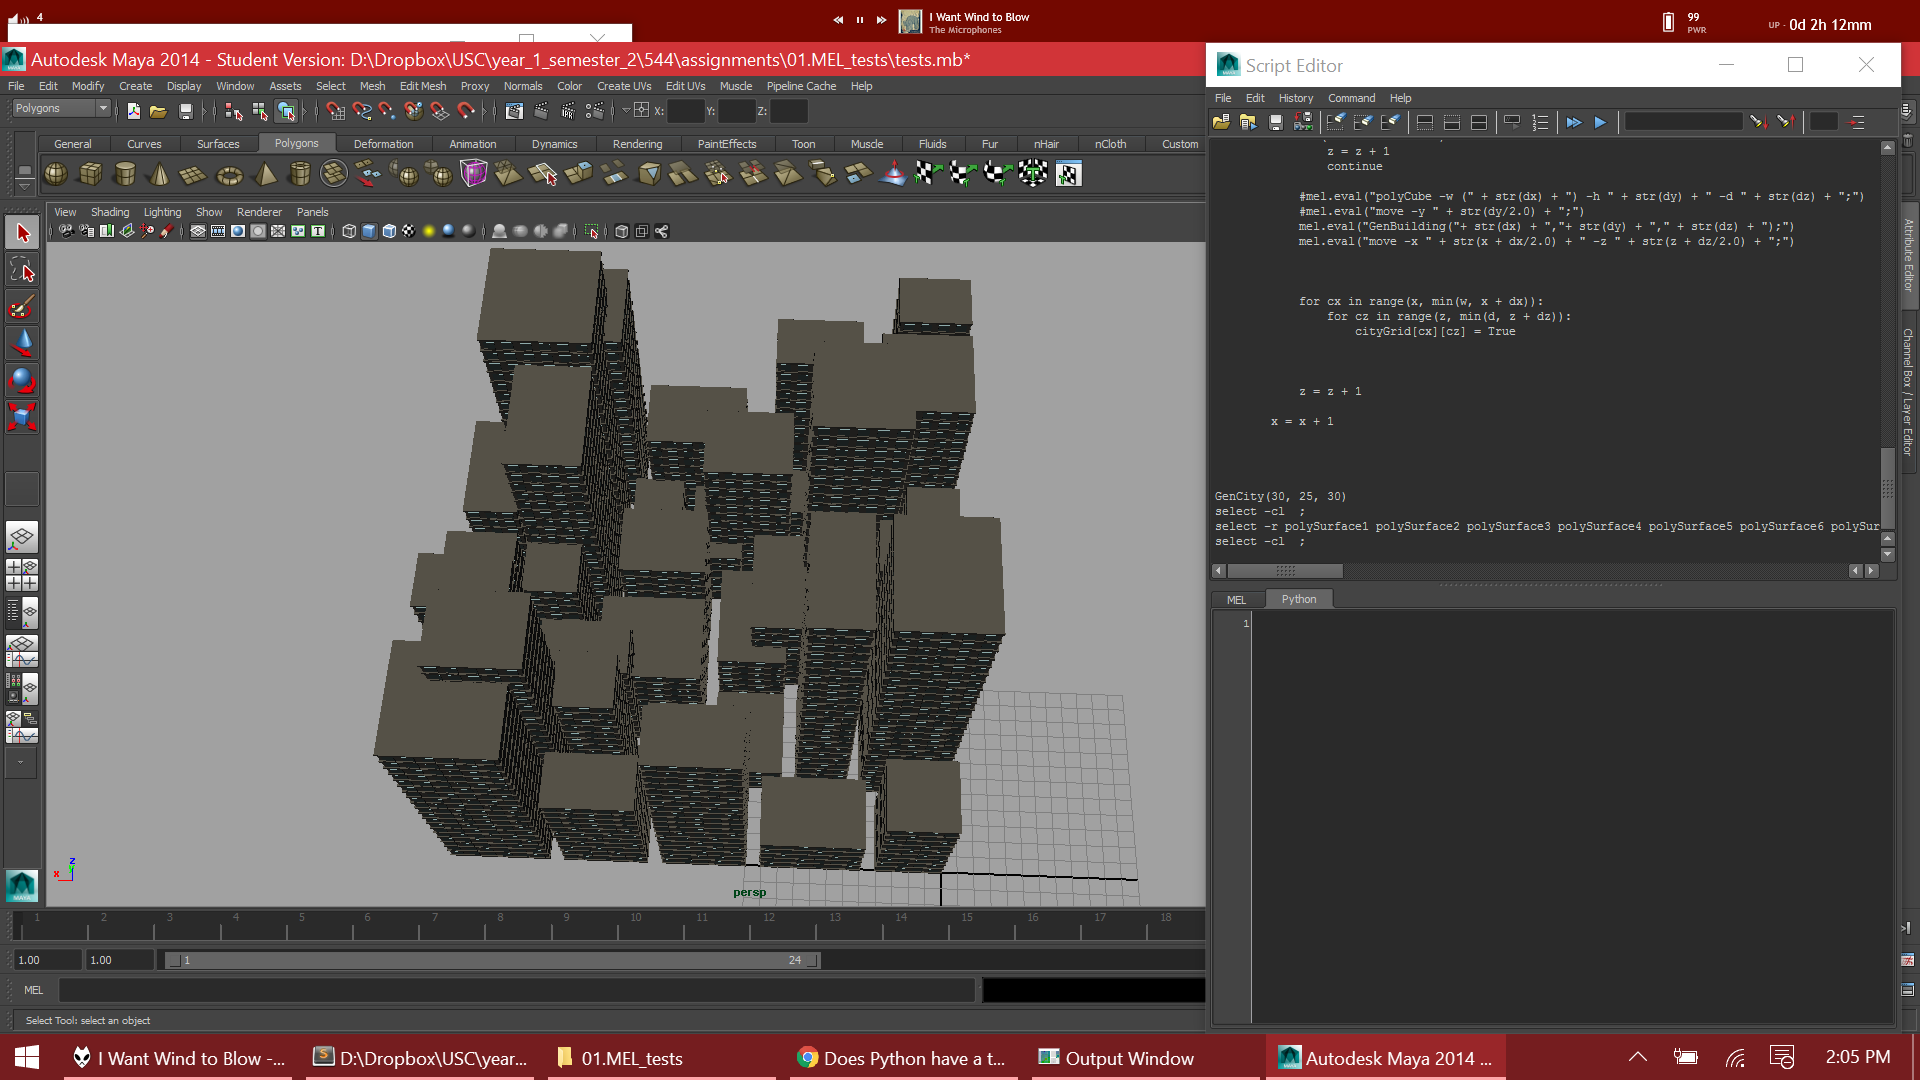 4
I Want Wind to Blow
The Microphones
99
PWR
UP - 0d 2h 12mm
Autodesk Maya 2014 - Student Version: D:\Dropbox\USC\year_1_semester_2\544\assignments\01.MEL_tests\tests.mb*
File Edit Modify Create Display Window Assets Select Mesh Edit Mesh Proxy Normals Color Create UVs Edit UVs Muscle Pipeline Cache Help
Polygons
X: Y: Z:
General Curves Surfaces Polygons Deformation Animation Dynamics Rendering PaintEffects Toon Muscle Fluids Fur nHair nCloth Custom
View Shading Lighting Show Renderer Panels
z
x
persp
1 2 3 4 5 6 7 8 9 10 11 12 13 14 15 16 17 18
1.00 1.00 1 24
MEL
Select Tool: select an object
Script Editor
File Edit History Command Help
z = z + 1
continue
#mel.eval("polyCube -w (" + str(dx) + ") -h " + str(dy) + " -d " + str(dz) + ";")
#mel.eval("move -y " + str(dy/2.0) + ";")
mel.eval("GenBuilding("+ str(dx) + ","+ str(dy) + "," + str(dz) + ");")
mel.eval("move -x " + str(x + dx/2.0) + " -z " + str(z + dz/2.0) + ";")
for cx in range(x, min(w, x + dx)):
for cz in range(z, min(d, z + dz)):
cityGrid[cx][cz] = True
z = z + 1
x = x + 1
GenCity(30, 25, 30)
select -cl  ;
select -r polySurface1 polySurface2 polySurface3 polySurface4 polySurface5 polySurface6 polySur
select -cl  ;
MEL Python
1
Attribute Editor
Channel Box / Layer Editor
I Want Wind to Blow -...
D:\Dropbox\USC\year...
01.MEL_tests
Does Python have a t...
Output Window
Autodesk Maya 2014 ...
2:05 PM